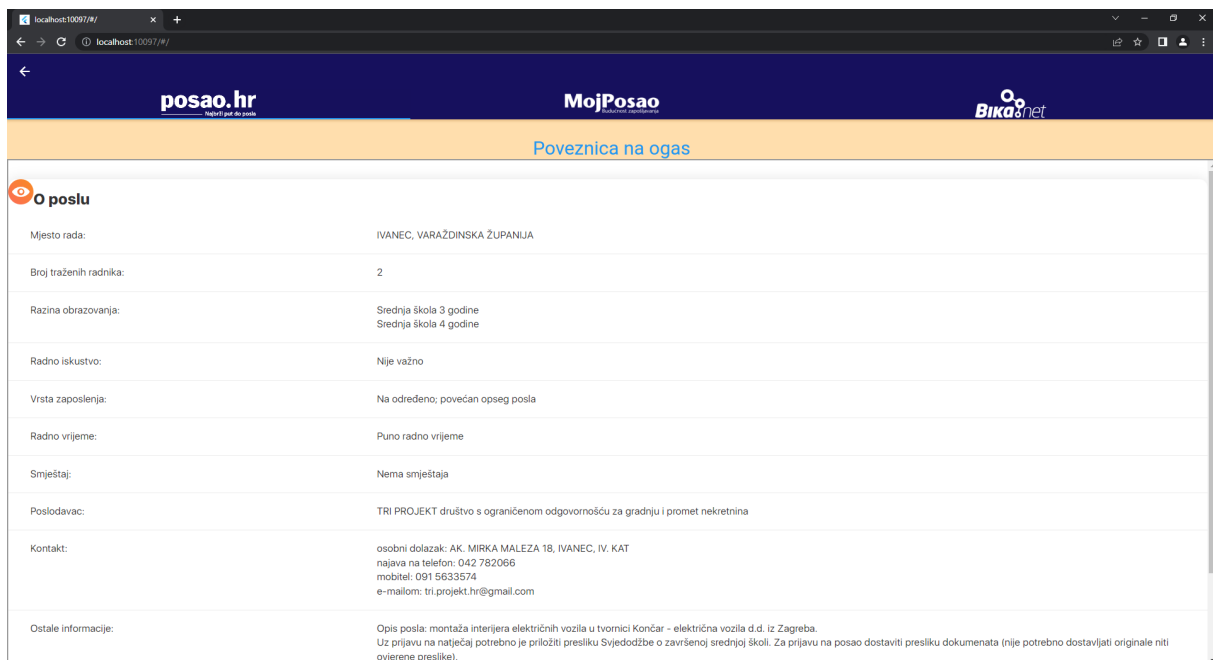 localhost:10097/#/
localhost:10097/#/
posao.hr
Najbrži put do posla
MojPosao
Budućnost zapošljavanja
Bika net
Poveznica na ogas
O poslu
Mjesto rada: IVANEC, VARAŽDINSKA ŽUPANIJA
Broj traženih radnika: 2
Razina obrazovanja: Srednja škola 3 godine
Srednja škola 4 godine
Radno iskustvo: Nije važno
Vrsta zaposlenja: Na određeno; povećan opseg posla
Radno vrijeme: Puno radno vrijeme
Smještaj: Nema smještaja
Poslodavac: TRI PROJEKT društvo s ograničenom odgovornošću za gradnju i promet nekretnina
Kontakt: osobni dolazak: AK. MIRKA MALEZA 18, IVANEC, IV. KAT
najava na telefon: 042 782066
mobitel: 091 5633574
e-mailom: tri.projekt.hr@gmail.com
Ostale informacije: Opis posla: montaža interijera električnih vozila u tvornici Končar - električna vozila d.d. iz Zagreba.
Uz prijavu na natječaj potrebno je priložiti presliku Svjedodžbe o završenoj srednjoj školi. Za prijavu na posao dostaviti presliku dokumenata (nije potrebno dostavljati originale niti
ovjerene preslike).